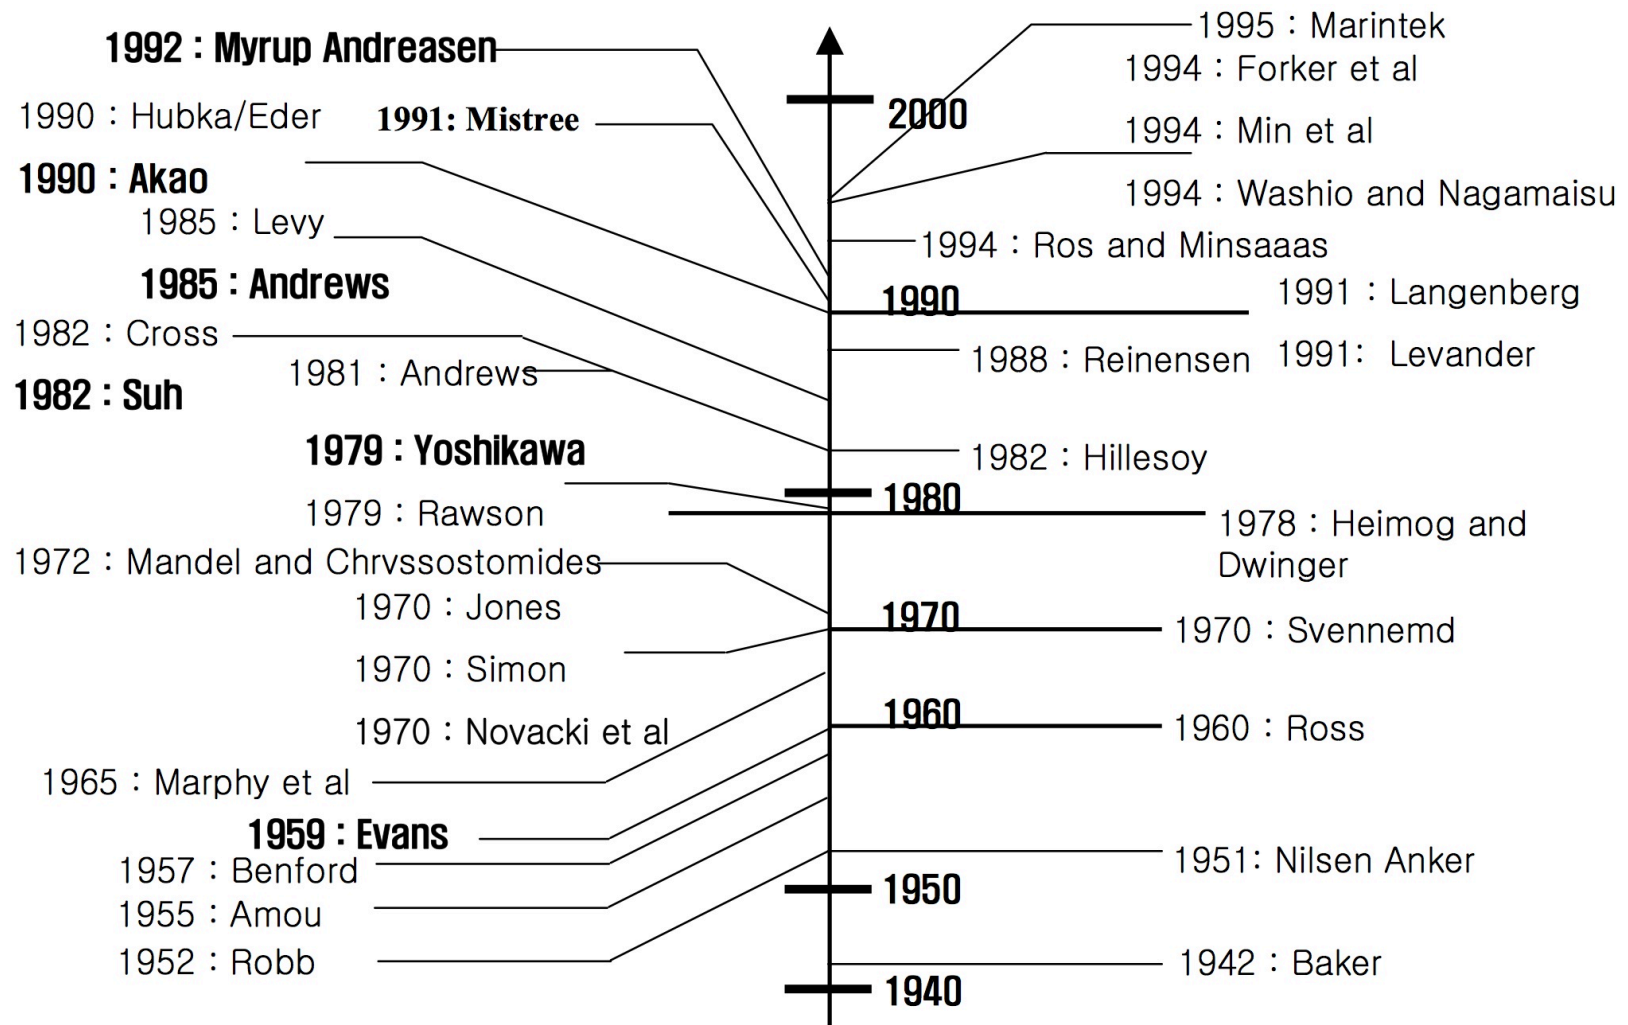 1992 : Myrup Andreasen
1990 : Hubka/Eder
1991: Mistree
1990 : Akao
1985 : Levy
1985 : Andrews
1982 : Cross
1981 : Andrews
1982 : Suh
1979 : Yoshikawa
1979 : Rawson
1972 : Mandel and Chrvssostomides
1970 : Jones
1970 : Simon
1970 : Novacki et al
1965 : Marphy et al
1959 : Evans
1957 : Benford
1955 : Amou
1952 : Robb
2000
1990
1980
1970
1960
1950
1940
1995 : Marintek
1994 : Forker et al
1994 : Min et al
1994 : Washio and Nagamaisu
1994 : Ros and Minsaaas
1991 : Langenberg
1988 : Reinensen
1991: Levander
1982 : Hillesoy
1978 : Heimog and
Dwinger
1970 : Svennemd
1960 : Ross
1951: Nilsen Anker
1942 : Baker